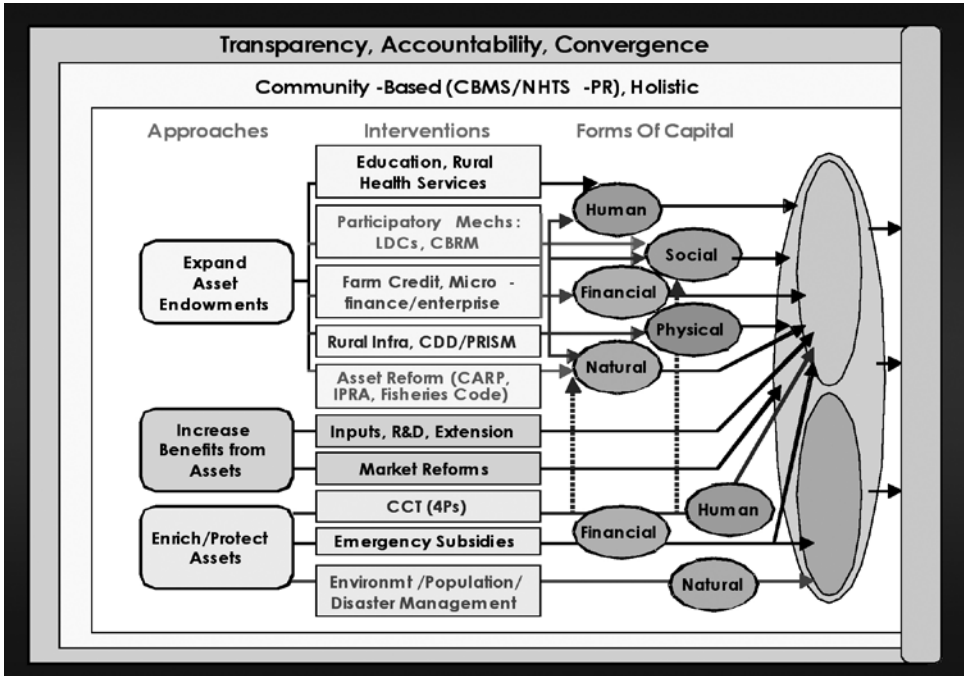 Transparency, Accountability, Convergence
Community -Based (CBMS/NHTS -PR), Holistic
Approaches
Interventions
Forms Of Capital
Expand
Asset
Endowments
Education, Rural
Health Services
Participatory Mechs:
LDCs, CBRM
Farm Credit, Micro -
finance/enterprise
Rural Infra, CDD/PRISM
Asset Reform (CARP,
IPRA, Fisheries Code)
Human
Social
Financial
Physical
Natural
Increase
Benefits from
Assets
Inputs, R&D, Extension
Market Reforms
Enrich/Protect
Assets
CCT (4Ps)
Emergency Subsidies
Environmt /Population/
Disaster Management
Human
Financial
Natural